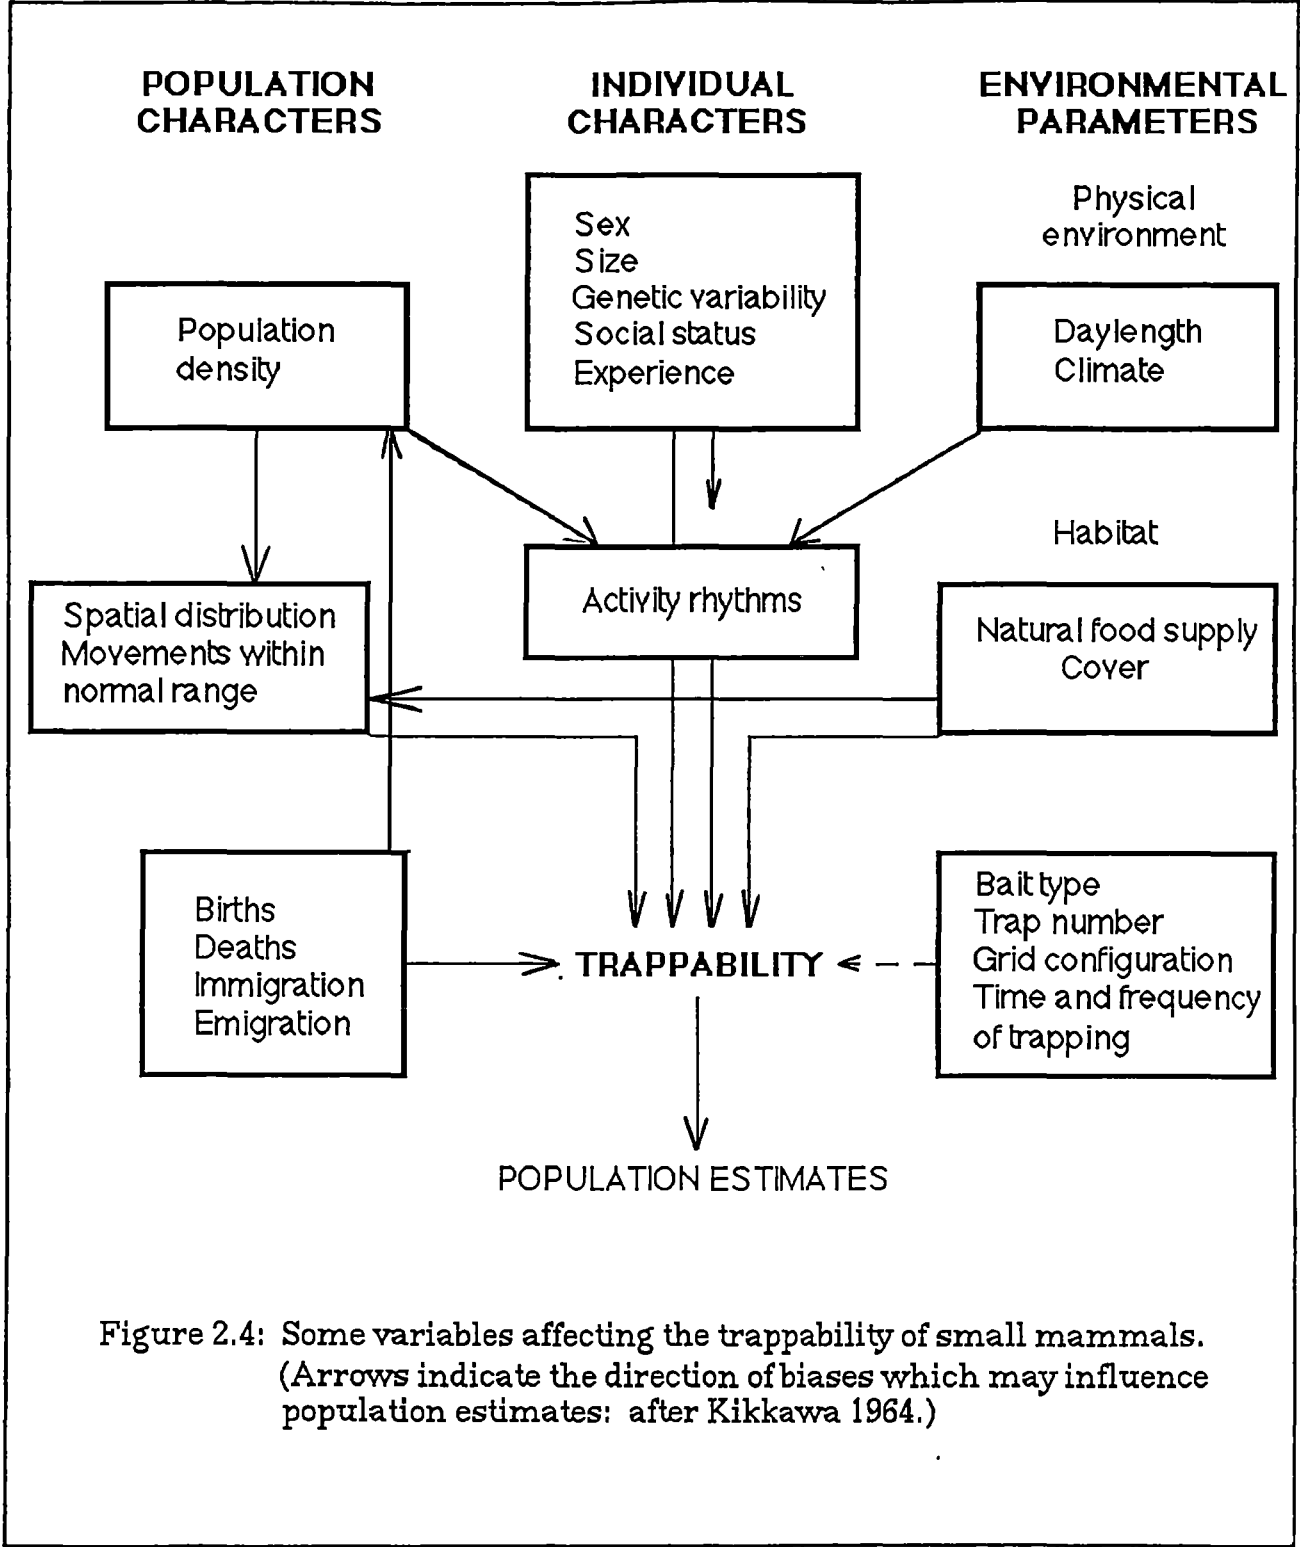 POPULATION
CHARACTERS
INDIVIDUAL
CHARACTERS
ENVIRONMENTAL
PARAMETERS
Physical
environment
Sex
Size
Genetic variability
Social status
Experience
Population
density
Daylength
Climate
Habitat
Activity rhythms
Spatial distribution
Movements within
normal range
Natural food supply
Cover
Births
Deaths
Immigration
Emigration
TRAPPABILITY
Bait type
Trap number
Grid configuration
Time and frequency
of trapping
POPULATION ESTIMATES
Figure 2.4: Some variables affecting the trappability of small mammals.
(Arrows indicate the direction of biases which may influence
population estimates: after Kikkawa 1964.)